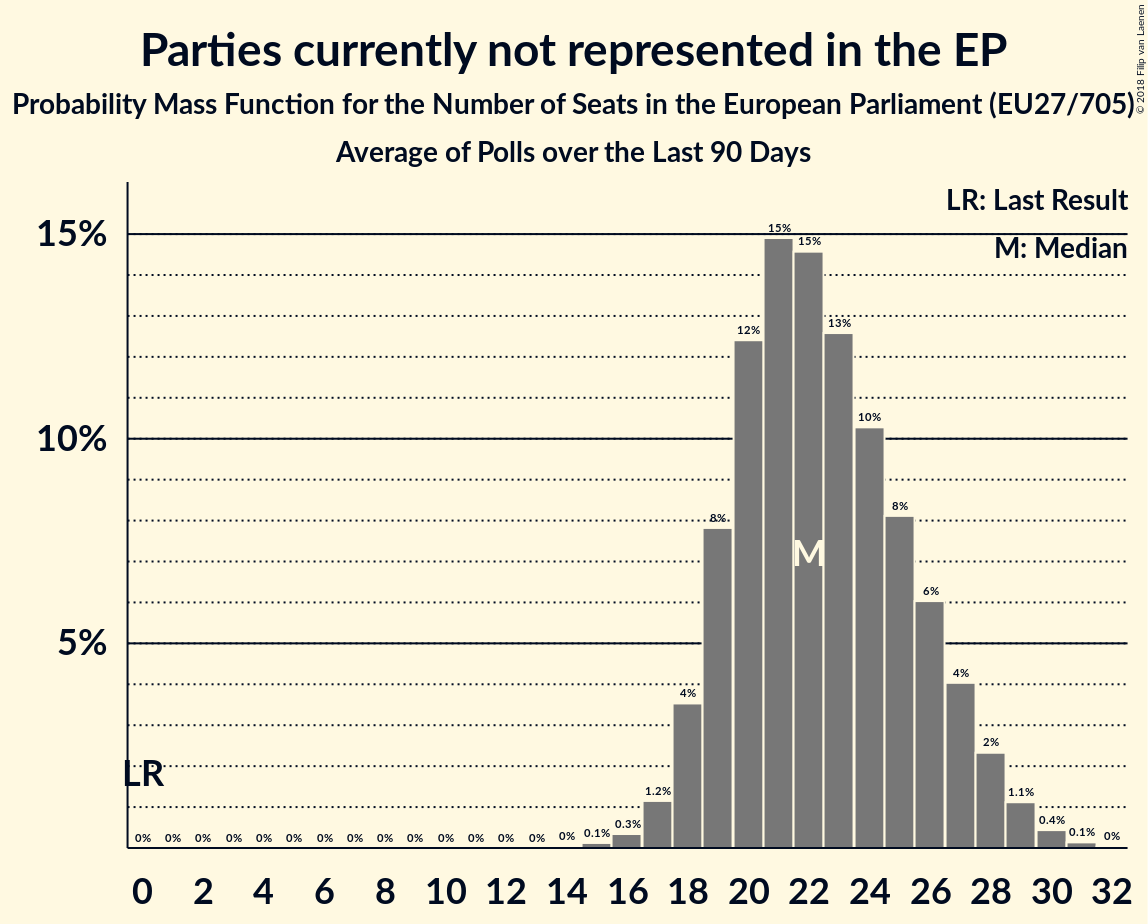 Parties currently not represented in the EP
Probability Mass Function for the Number of Seats in the European Parliament (EU27/705)
Average of Polls over the Last 90 Days
© 2018 Filip van Laenen
LR: Last Result
M: Median
15%
10%
5%
0% 0% 0% 0% 0% 0% 0% 0% 0% 0% 0% 0% 0% 0% 0% 0.1% 0.3% 1.2% 4% 8% 12% 15% 15% 13% 10% 8% 6% 4% 2% 1.1% 0.4% 0.1% 0%
M
LR
0 2 4 6 8 10 12 14 16 18 20 22 24 26 28 30 32